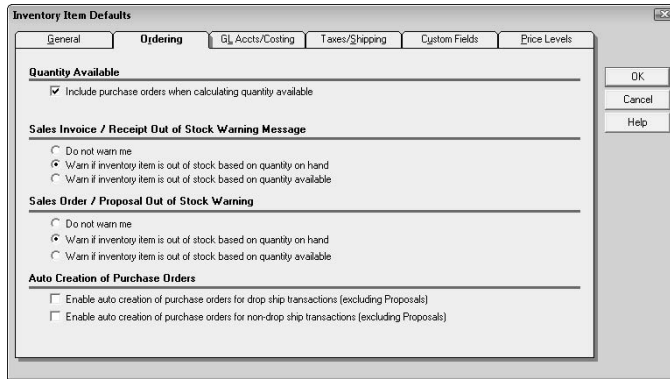 Inventory Item Defaults
General Ordering GL Accts/Costing Taxes/Shipping Custom Fields Price Levels
Quantity Available
Include purchase orders when calculating quantity available
OK
Cancel
Help
Sales Invoice / Receipt Out of Stock Warning Message
Do not warn me
Warn if inventory item is out of stock based on quantity on hand
Warn if inventory item is out of stock based on quantity available
Sales Order / Proposal Out of Stock Warning
Do not warn me
Warn if inventory item is out of stock based on quantity on hand
Warn if inventory item is out of stock based on quantity available
Auto Creation of Purchase Orders
Enable auto creation of purchase orders for drop ship transactions (excluding Proposals)
Enable auto creation of purchase orders for non-drop ship transactions (excluding Proposals)